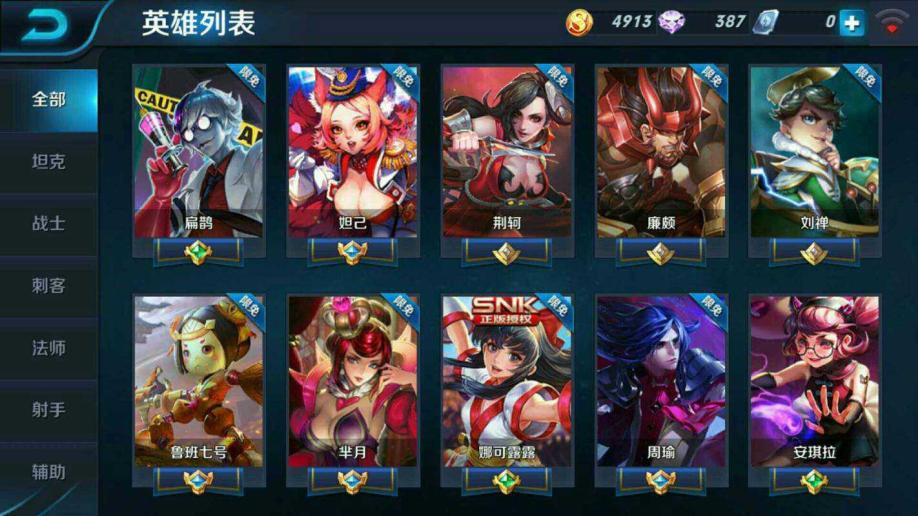 英雄列表
4913
387
0
全部
坦克
战士
刺客
法师
射手
辅助
CAUT
A
限免
扁鹊
限免
妲己
限免
荆轲
限免
廉颇
限免
刘禅
限免
鲁班七号
限免
芈月
SNK
正版授权
限免
娜可露露
限免
周瑜
安琪拉